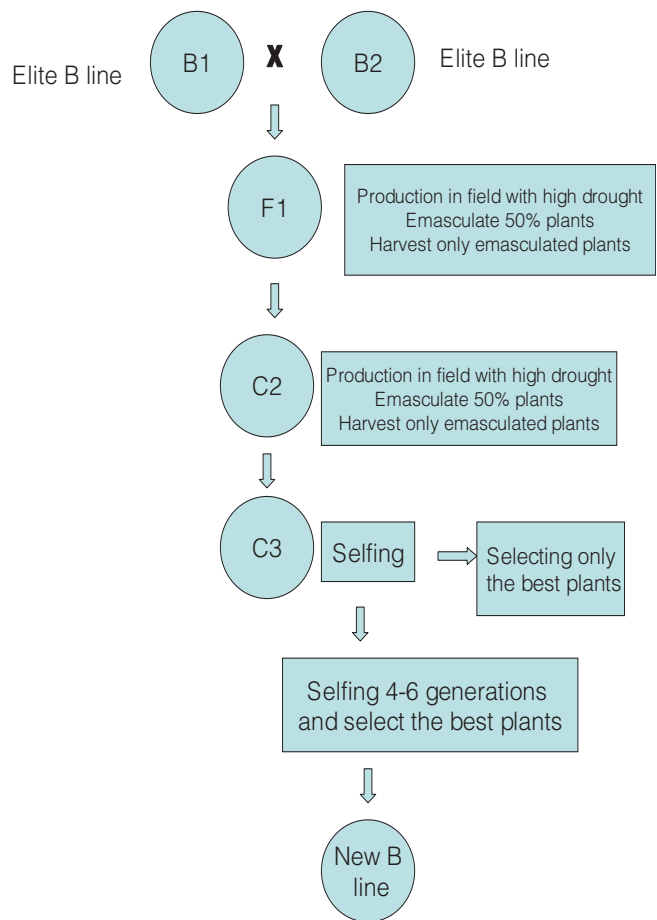 Elite B line
B1
X
B2
Elite B line
F1
Production in field with high drought
Emasculate 50% plants
Harvest only emasculated plants
C2
Production in field with high drought
Emasculate 50% plants
Harvest only emasculated plants
C3
Selfing
Selecting only
the best plants
Selfing 4-6 generations
and select the best plants
New B
line